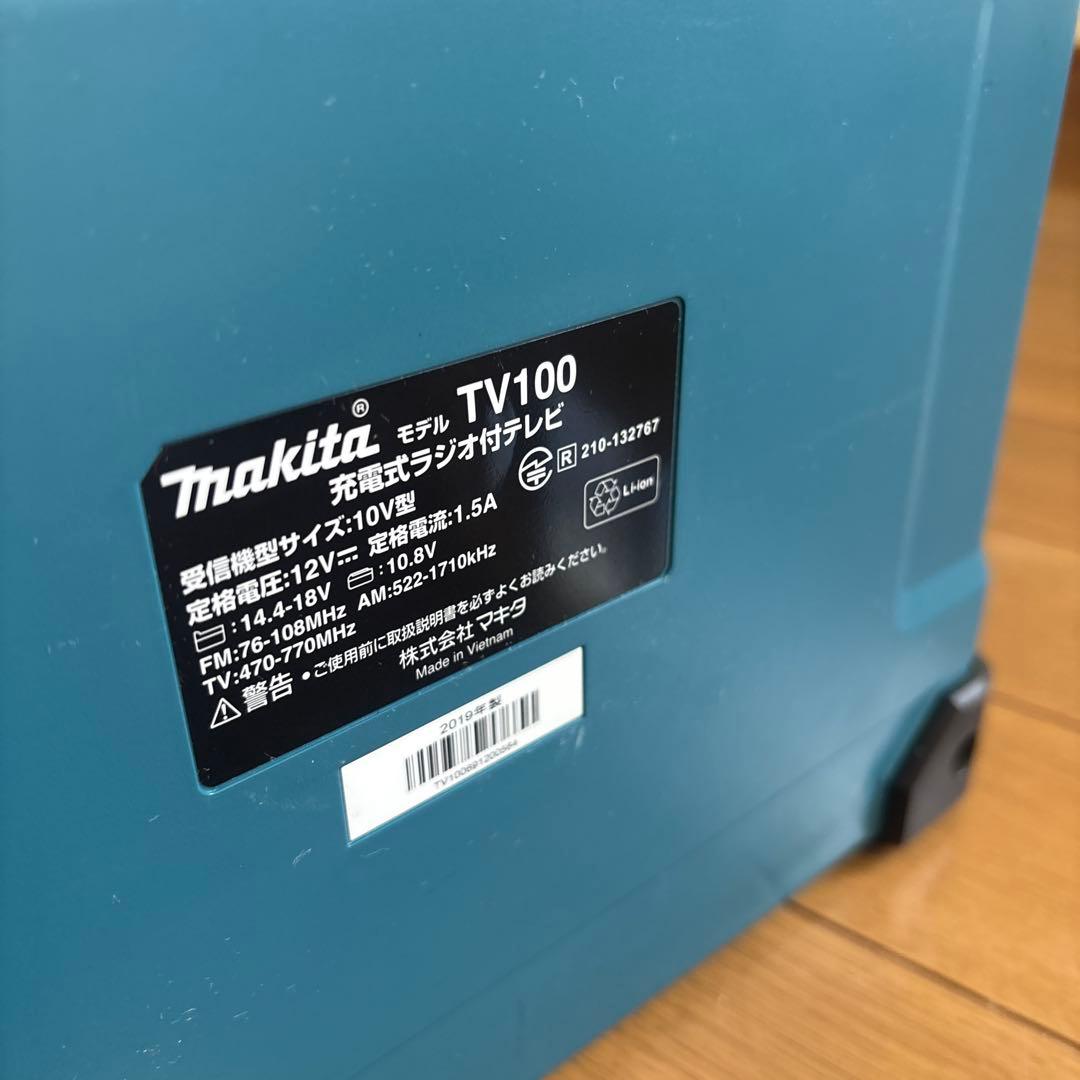 makita® モデル TV100
充電式ラジオ付テレビ
R 210-132767
Li-ion
受信機型サイズ:10V型
定格電圧:12V⎓ 定格電流:1.5A
:14.4-18V :10.8V
FM:76-108MHz AM:522-1710kHz
TV:470-770MHz
⚠警告 •ご使用前に取扱説明書を必ずよくお読みください。
株式会社マキタ
Made in Vietnam
2019年製
TV100691200564